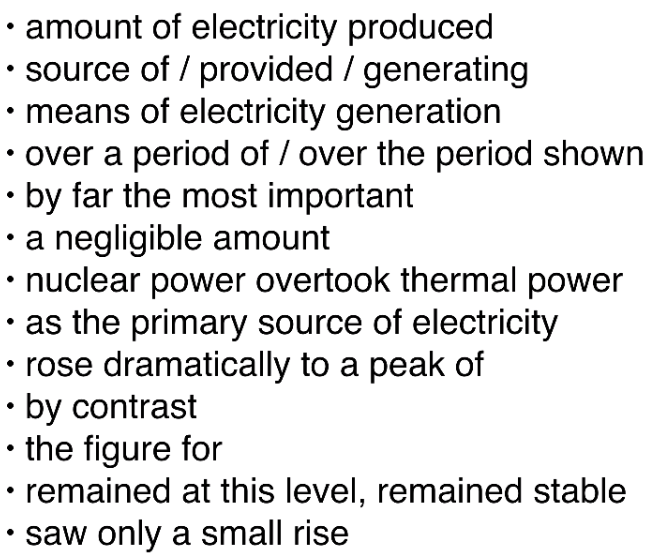 • amount of electricity produced
• source of / provided / generating
• means of electricity generation
• over a period of / over the period shown
• by far the most important
• a negligible amount
• nuclear power overtook thermal power
• as the primary source of electricity
• rose dramatically to a peak of
• by contrast
• the figure for
• remained at this level, remained stable
• saw only a small rise